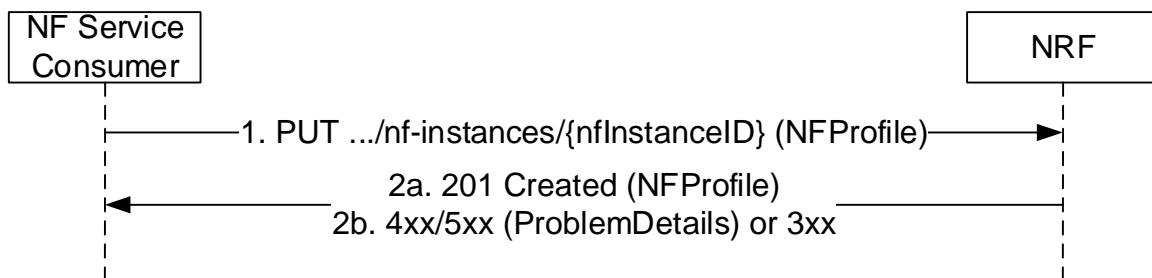 NF Service
Consumer
NRF
1. PUT .../nf-instances/{nfInstanceID} (NFProfile)
2a. 201 Created (NFProfile)
2b. 4xx/5xx (ProblemDetails) or 3xx